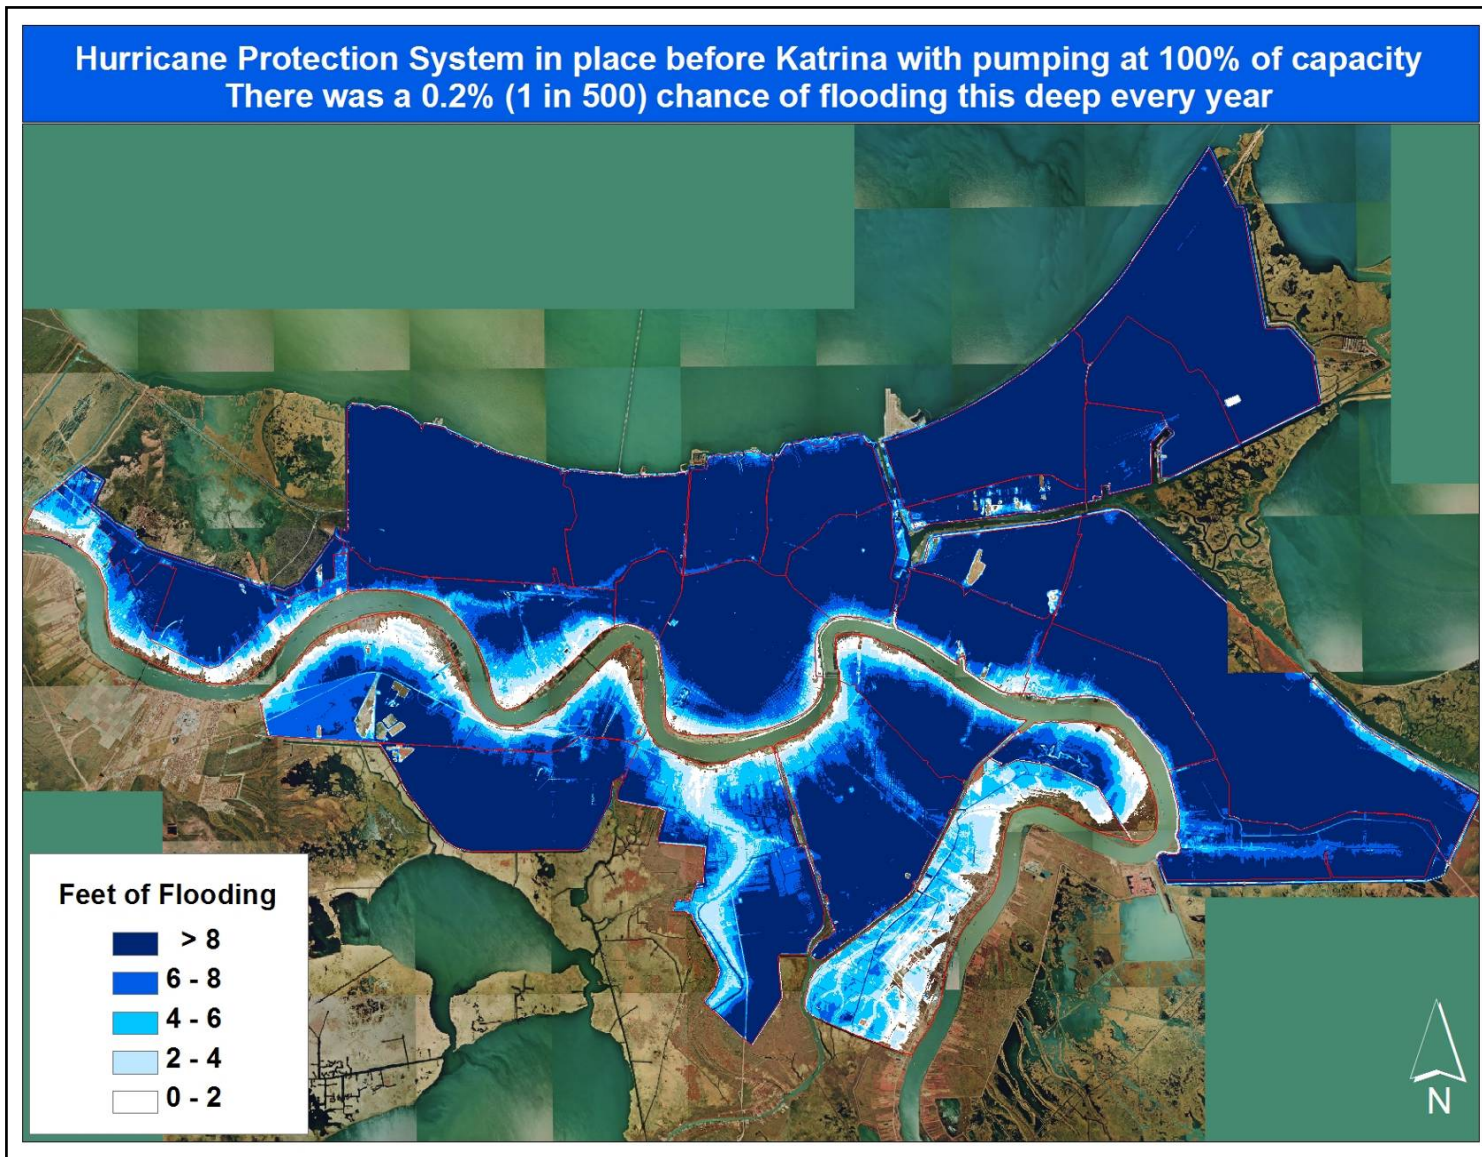 Hurricane Protection System in place before Katrina with pumping at 100% of capacity
There was a 0.2% (1 in 500) chance of flooding this deep every year
Feet of Flooding
> 8
6 - 8
4 - 6
2 - 4
0 - 2
N